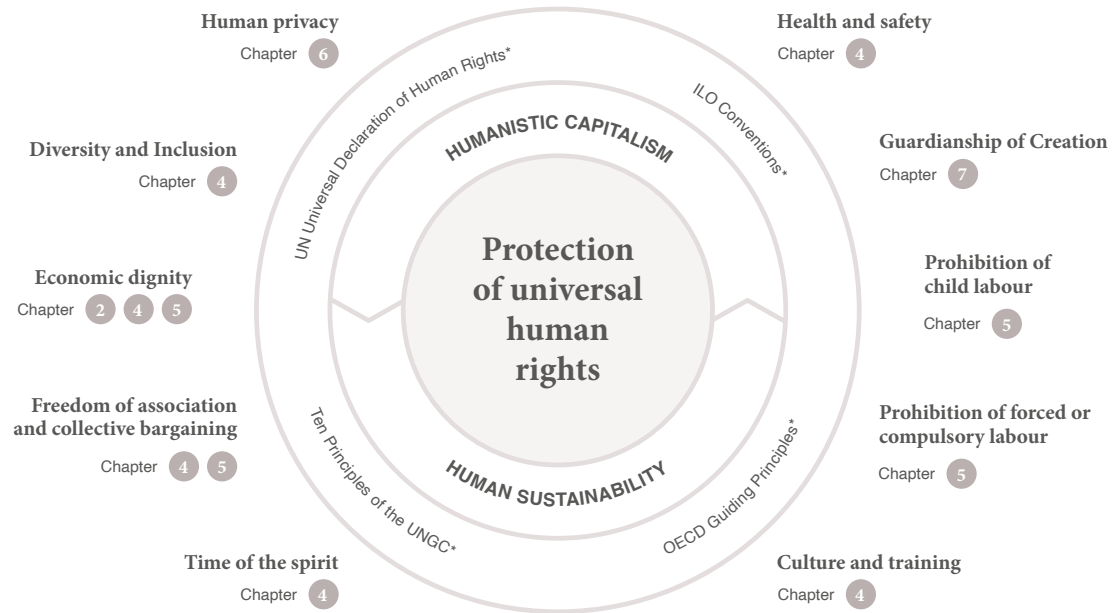 Human privacy
Chapter 6
Diversity and Inclusion
Chapter 4
Economic dignity
Chapter 2 4 5
Freedom of association
and collective bargaining
Chapter 4 5
Time of the spirit
Chapter 4
UN Universal Declaration of Human Rights*
ILO Conventions*
HUMANISTIC CAPITALISM
Protection
of universal
human
rights
HUMAN SUSTAINABILITY
Ten Principles of the UNGC*
OECD Guiding Principles*
Health and safety
Chapter 4
Guardianship of Creation
Chapter 7
Prohibition of
child labour
Chapter 5
Prohibition of forced or
compulsory labour
Chapter 5
Culture and training
Chapter 4